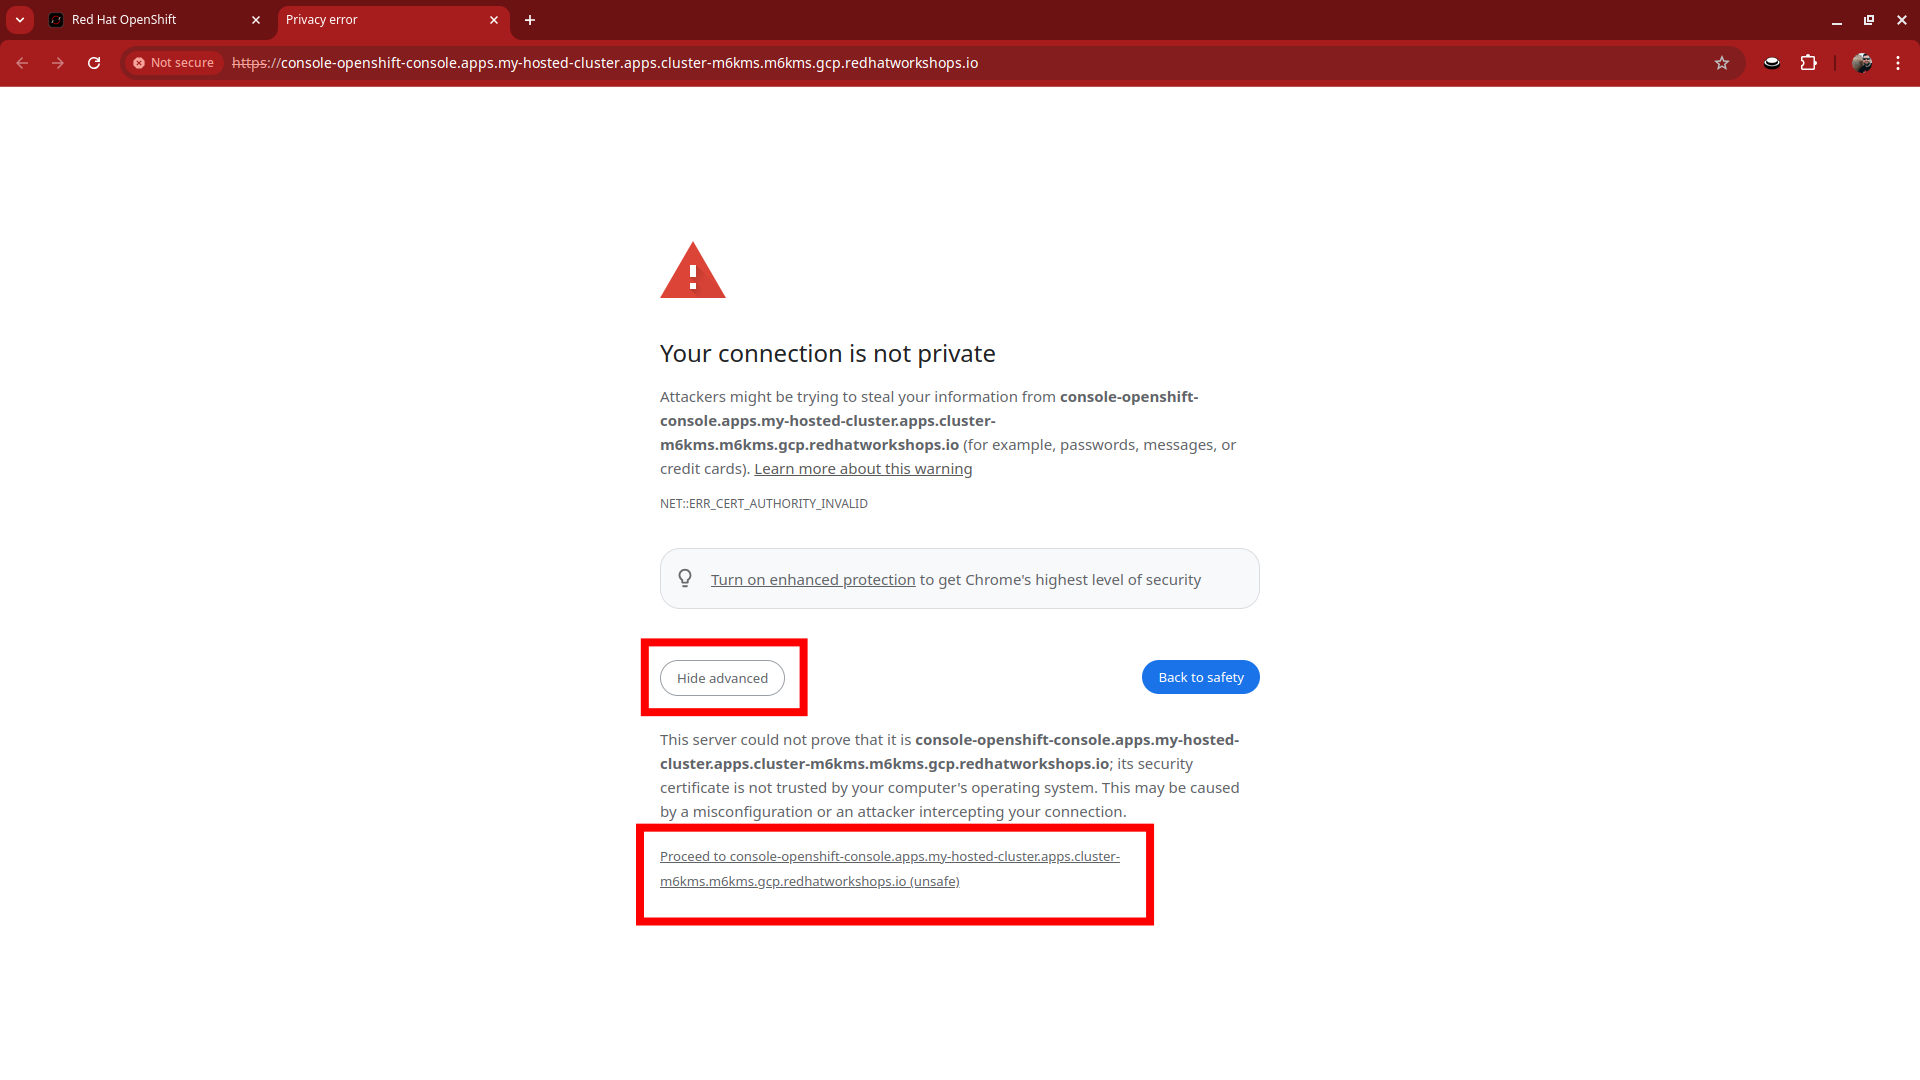 Red Hat OpenShift
Privacy error
Not secure
https://console-openshift-console.apps.my-hosted-cluster.apps.cluster-m6kms.m6kms.gcp.redhatworkshops.io
Your connection is not private
Attackers might be trying to steal your information from console-openshift-
console.apps.my-hosted-cluster.apps.cluster-
m6kms.m6kms.gcp.redhatworkshops.io (for example, passwords, messages, or
credit cards). Learn more about this warning
NET::ERR_CERT_AUTHORITY_INVALID
Turn on enhanced protection to get Chrome's highest level of security
Hide advanced
Back to safety
This server could not prove that it is console-openshift-console.apps.my-hosted-
cluster.apps.cluster-m6kms.m6kms.gcp.redhatworkshops.io; its security
certificate is not trusted by your computer's operating system. This may be caused
by a misconfiguration or an attacker intercepting your connection.
Proceed to console-openshift-console.apps.my-hosted-cluster.apps.cluster-
m6kms.m6kms.gcp.redhatworkshops.io (unsafe)